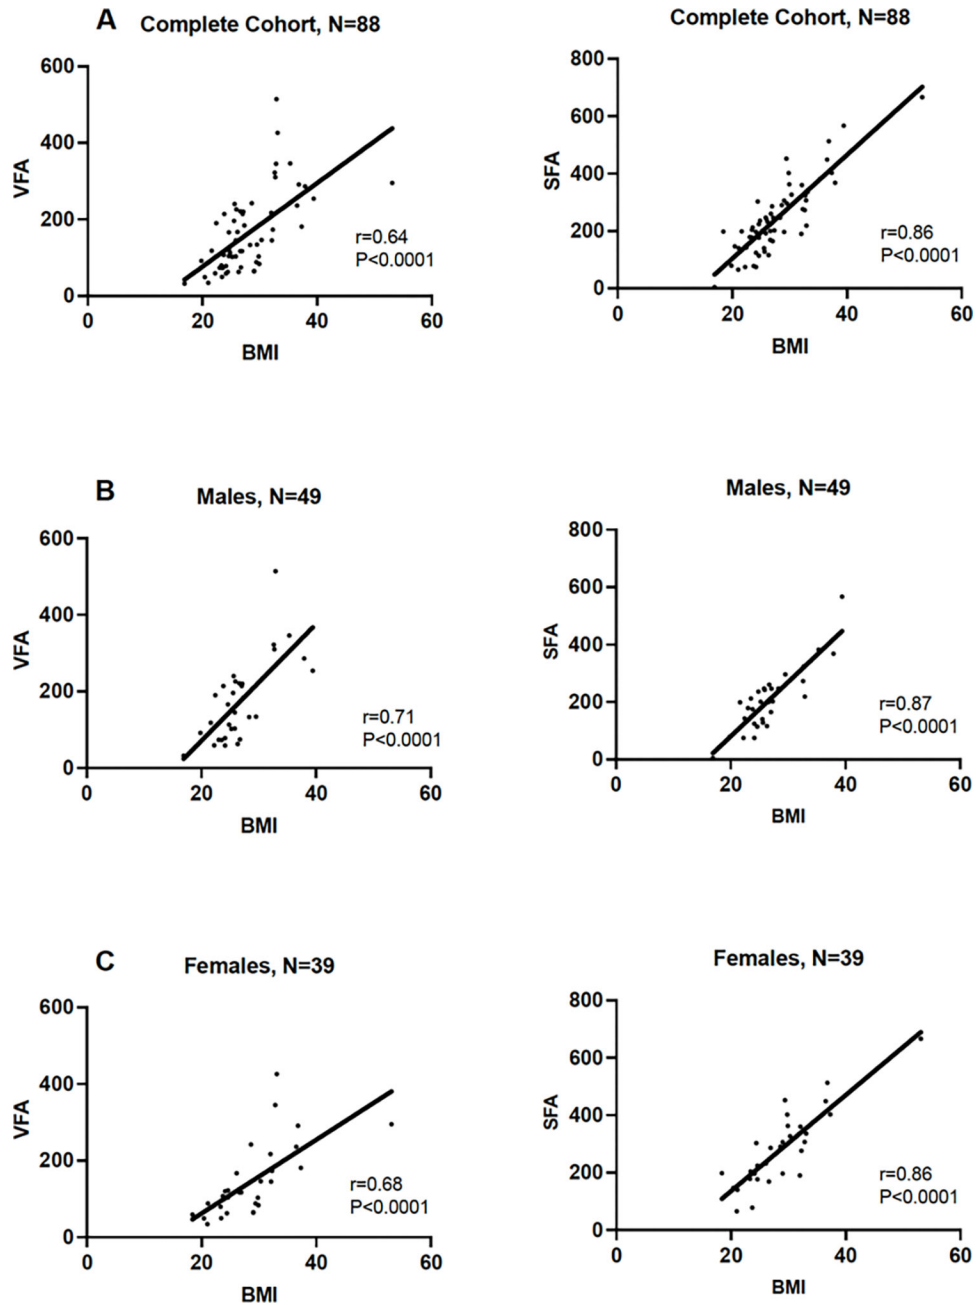 A
Complete Cohort, N=88
600
400
200
0
VFA
r=0.64
P<0.0001
0 20 40 60
BMI
Complete Cohort, N=88
800
600
400
200
0
SFA
r=0.86
P<0.0001
0 20 40 60
BMI
B
Males, N=49
600
400
200
0
VFA
r=0.71
P<0.0001
0 20 40 60
BMI
Males, N=49
800
600
400
200
0
SFA
r=0.87
P<0.0001
0 20 40 60
BMI
C
Females, N=39
600
400
200
0
VFA
r=0.68
P<0.0001
0 20 40 60
BMI
Females, N=39
800
600
400
200
0
SFA
r=0.86
P<0.0001
0 20 40 60
BMI